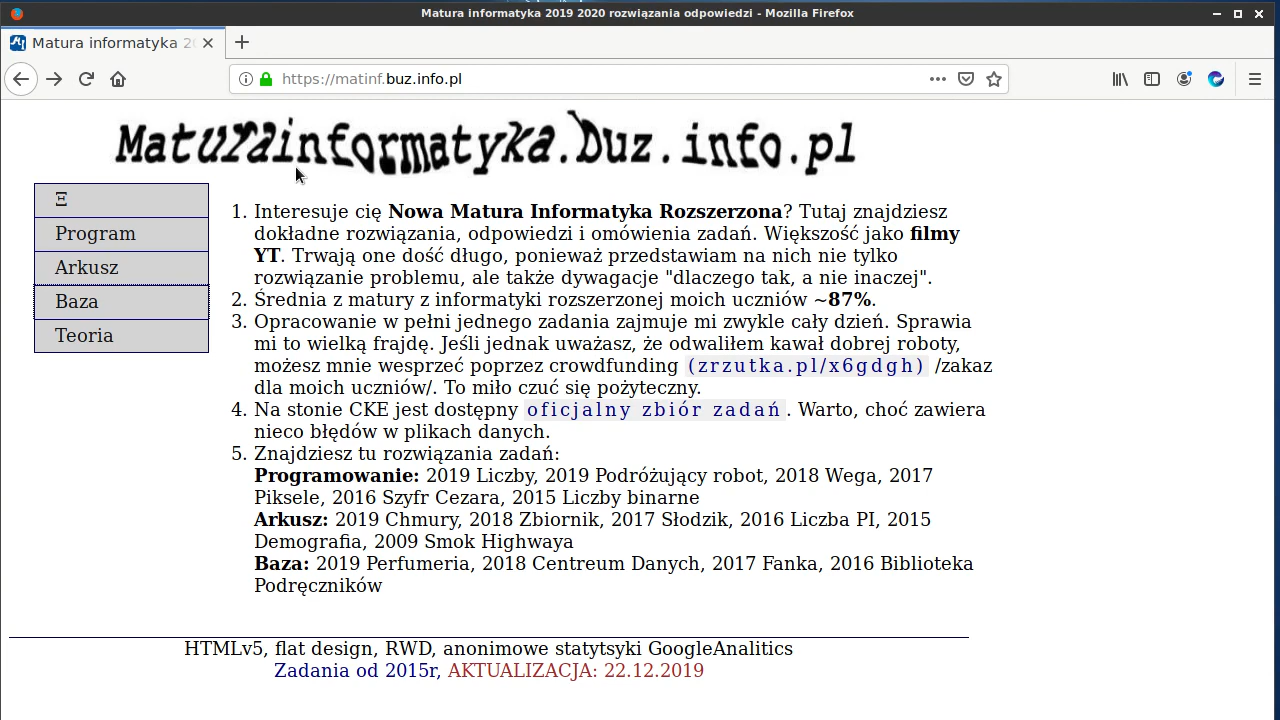 Matura informatyka 2019 2020 rozwiązania odpowiedzi - Mozilla Firefox
Matura informatyka 20
https://matinf.buz.info.pl
Maturainformatyka.buz.info.pl
Ξ
Program
Arkusz
Baza
Teoria
1. Interesuje cię Nowa Matura Informatyka Rozszerzona? Tutaj znajdziesz
dokładne rozwiązania, odpowiedzi i omówienia zadań. Większość jako filmy
YT. Trwają one dość długo, ponieważ przedstawiam na nich nie tylko
rozwiązanie problemu, ale także dywagacje "dlaczego tak, a nie inaczej".
2. Średnia z matury z informatyki rozszerzonej moich uczniów ~87%.
3. Opracowanie w pełni jednego zadania zajmuje mi zwykle cały dzień. Sprawia
mi to wielką frajdę. Jeśli jednak uważasz, że odwaliłem kawał dobrej roboty,
możesz mnie wesprzeć poprzez crowdfunding (zrzutka.pl/x6gdgh) /zakaz
dla moich uczniów/. To miło czuć się pożyteczny.
4. Na stonie CKE jest dostępny oficjalny zbiór zadań. Warto, choć zawiera
nieco błędów w plikach danych.
5. Znajdziesz tu rozwiązania zadań:
Programowanie: 2019 Liczby, 2019 Podróżujący robot, 2018 Wega, 2017
Piksele, 2016 Szyfr Cezara, 2015 Liczby binarne
Arkusz: 2019 Chmury, 2018 Zbiornik, 2017 Słodzik, 2016 Liczba PI, 2015
Demografia, 2009 Smok Highwaya
Baza: 2019 Perfumeria, 2018 Centreum Danych, 2017 Fanka, 2016 Biblioteka
Podręczników
HTMLv5, flat design, RWD, anonimowe statytsyki GoogleAnalitics
Zadania od 2015r, AKTUALIZACJA: 22.12.2019